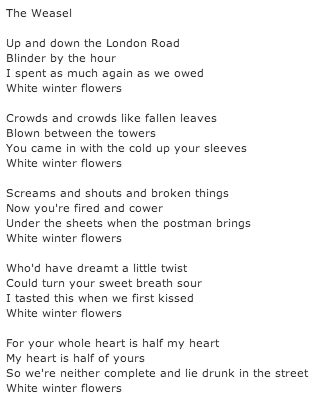 The Weasel

Up and down the London Road
Blinder by the hour
I spent as much again as we owed
White winter flowers

Crowds and crowds like fallen leaves
Blown between the towers
You came in with the cold up your sleeves
White winter flowers

Screams and shouts and broken things
Now you're fired and cower
Under the sheets when the postman brings
White winter flowers

Who'd have dreamt a little twist
Could turn your sweet breath sour
I tasted this when we first kissed
White winter flowers

For your whole heart is half my heart
My heart is half of yours
So we're neither complete and lie drunk in the street
White winter flowers